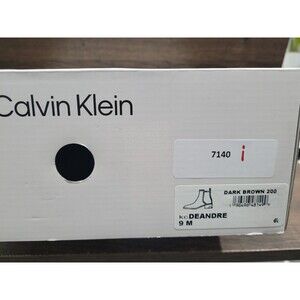 Calvin Klein
7140 i
DARK BROWN 200
DEANDRE
9 M